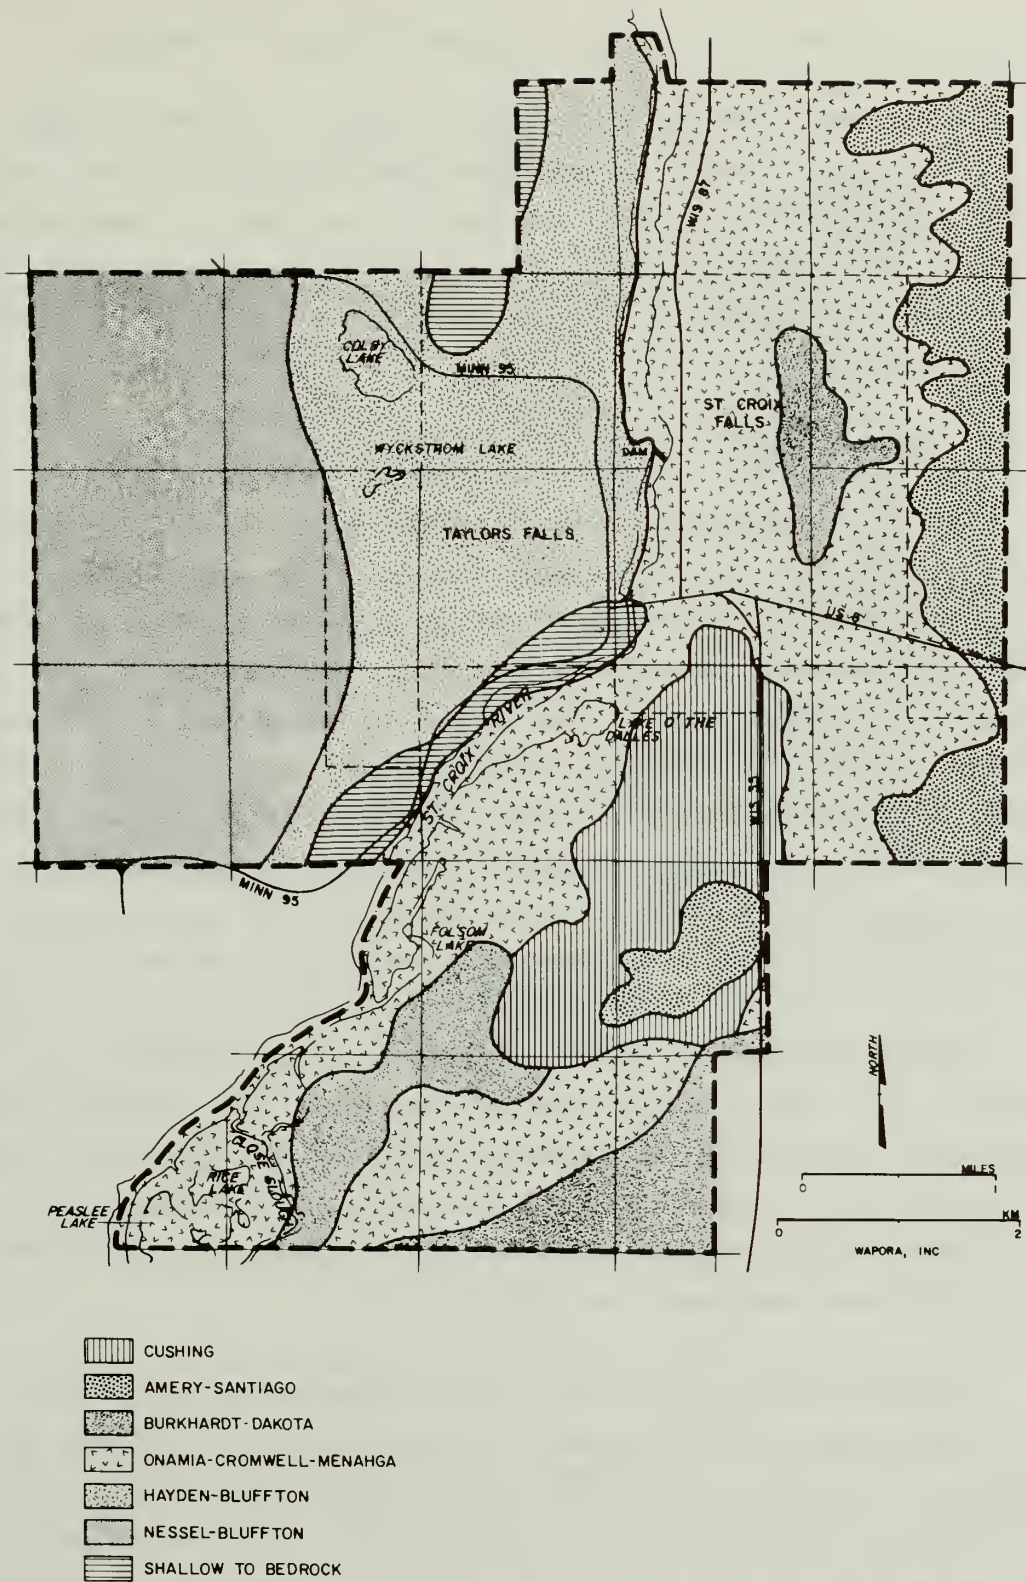 WIS 87
COLBY
LAKE
MINN 95
ST CROIX
FALLS
WYCKSTROM LAKE
DAM
TAYLORS FALLS
US 8
ST. CROIX RIVER
LAKE O' THE
DALLES
WIS 35
MINN 95
FOLSOM
LAKE
NORTH
CLOSE SLOUGH
RICE
LAKE
PEASLEE
LAKE
MILES
0 1
KM
0 2
WAPORA, INC
CUSHING
AMERY-SANTIAGO
BURKHARDT-DAKOTA
ONAMIA-CROMWELL-MENAHGA
HAYDEN-BLUFFTON
NESSEL-BLUFFTON
SHALLOW TO BEDROCK